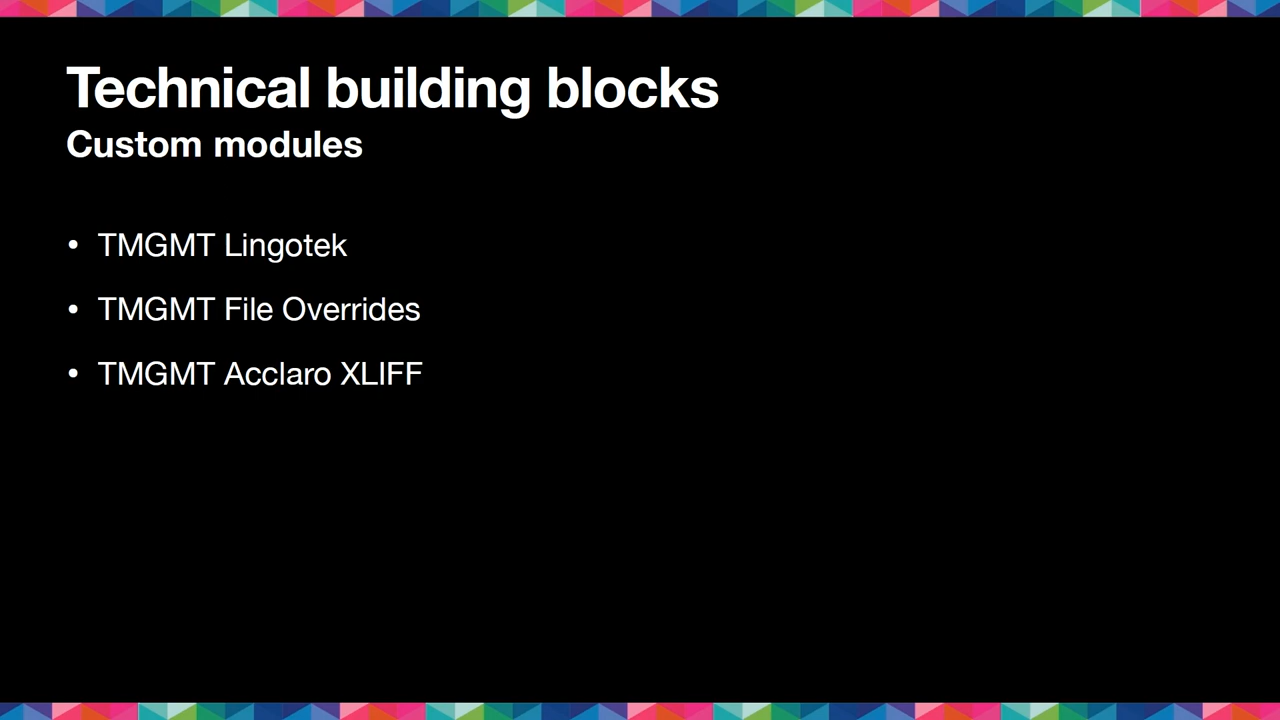 Technical building blocks
Custom modules
• TMGMT Lingotek
• TMGMT File Overrides
• TMGMT Acclaro XLIFF